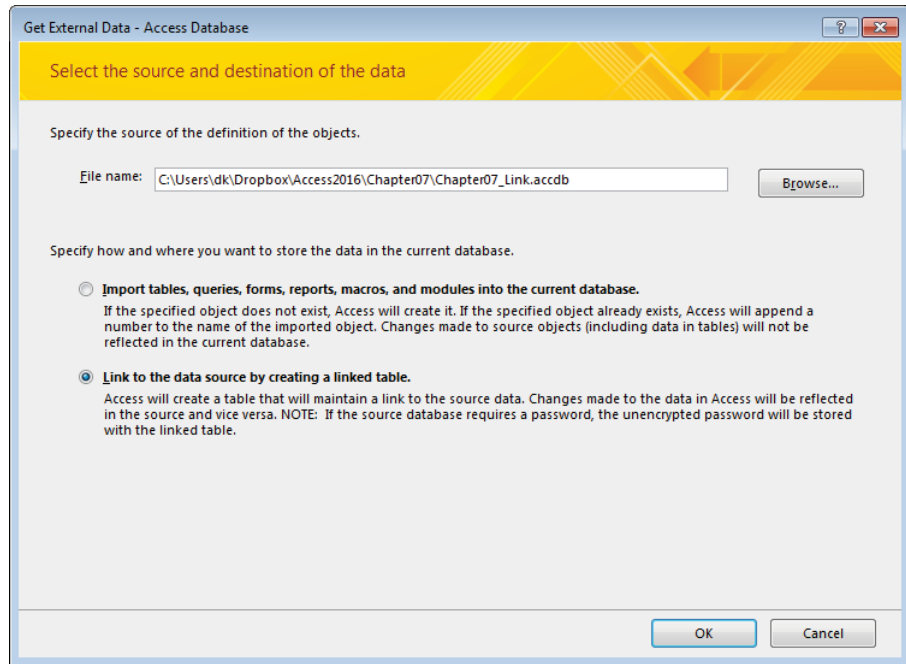 Get External Data - Access Database
Select the source and destination of the data
Specify the source of the definition of the objects.
File name: C:\Users\dk\Dropbox\Access2016\Chapter07\Chapter07_Link.accdb Browse...
Specify how and where you want to store the data in the current database.
Import tables, queries, forms, reports, macros, and modules into the current database.
If the specified object does not exist, Access will create it. If the specified object already exists, Access will append a
number to the name of the imported object. Changes made to source objects (including data in tables) will not be
reflected in the current database.
Link to the data source by creating a linked table.
Access will create a table that will maintain a link to the source data. Changes made to the data in Access will be reflected
in the source and vice versa. NOTE: If the source database requires a password, the unencrypted password will be stored
with the linked table.
OK Cancel